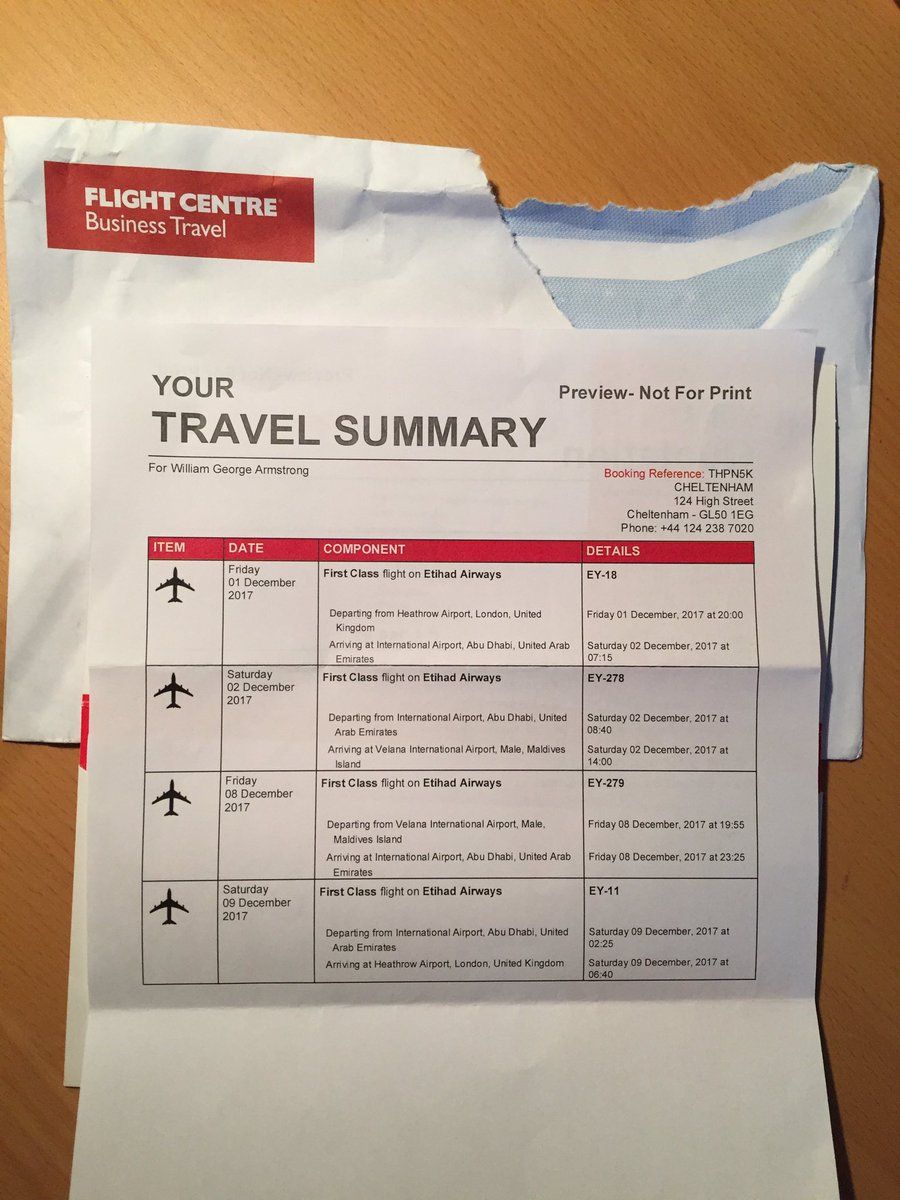 FLIGHT CENTRE®
Business Travel
YOUR
TRAVEL SUMMARY
Preview- Not For Print
For William George Armstrong
Booking Reference: THPN5K
CHELTENHAM
124 High Street
Cheltenham - GL50 1EG
Phone: +44 124 238 7020
ITEM DATE COMPONENT DETAILS
Friday
01 December
2017
First Class flight on Etihad Airways
EY-18
Departing from Heathrow Airport, London, United
Kingdom
Friday 01 December, 2017 at 20:00
Arriving at International Airport, Abu Dhabi, United Arab
Emirates
Saturday 02 December, 2017 at
07:15
Saturday
02 December
2017
First Class flight on Etihad Airways
EY-278
Departing from International Airport, Abu Dhabi, United
Arab Emirates
Saturday 02 December, 2017 at
08:40
Arriving at Velana International Airport, Male, Maldives
Island
Saturday 02 December, 2017 at
14:00
Friday
08 December
2017
First Class flight on Etihad Airways
EY-279
Departing from Velana International Airport, Male,
Maldives Island
Friday 08 December, 2017 at 19:55
Arriving at International Airport, Abu Dhabi, United Arab
Emirates
Friday 08 December, 2017 at 23:25
Saturday
09 December
2017
First Class flight on Etihad Airways
EY-11
Departing from International Airport, Abu Dhabi, United
Arab Emirates
Saturday 09 December, 2017 at
02:25
Arriving at Heathrow Airport, London, United Kingdom
Saturday 09 December, 2017 at
06:40